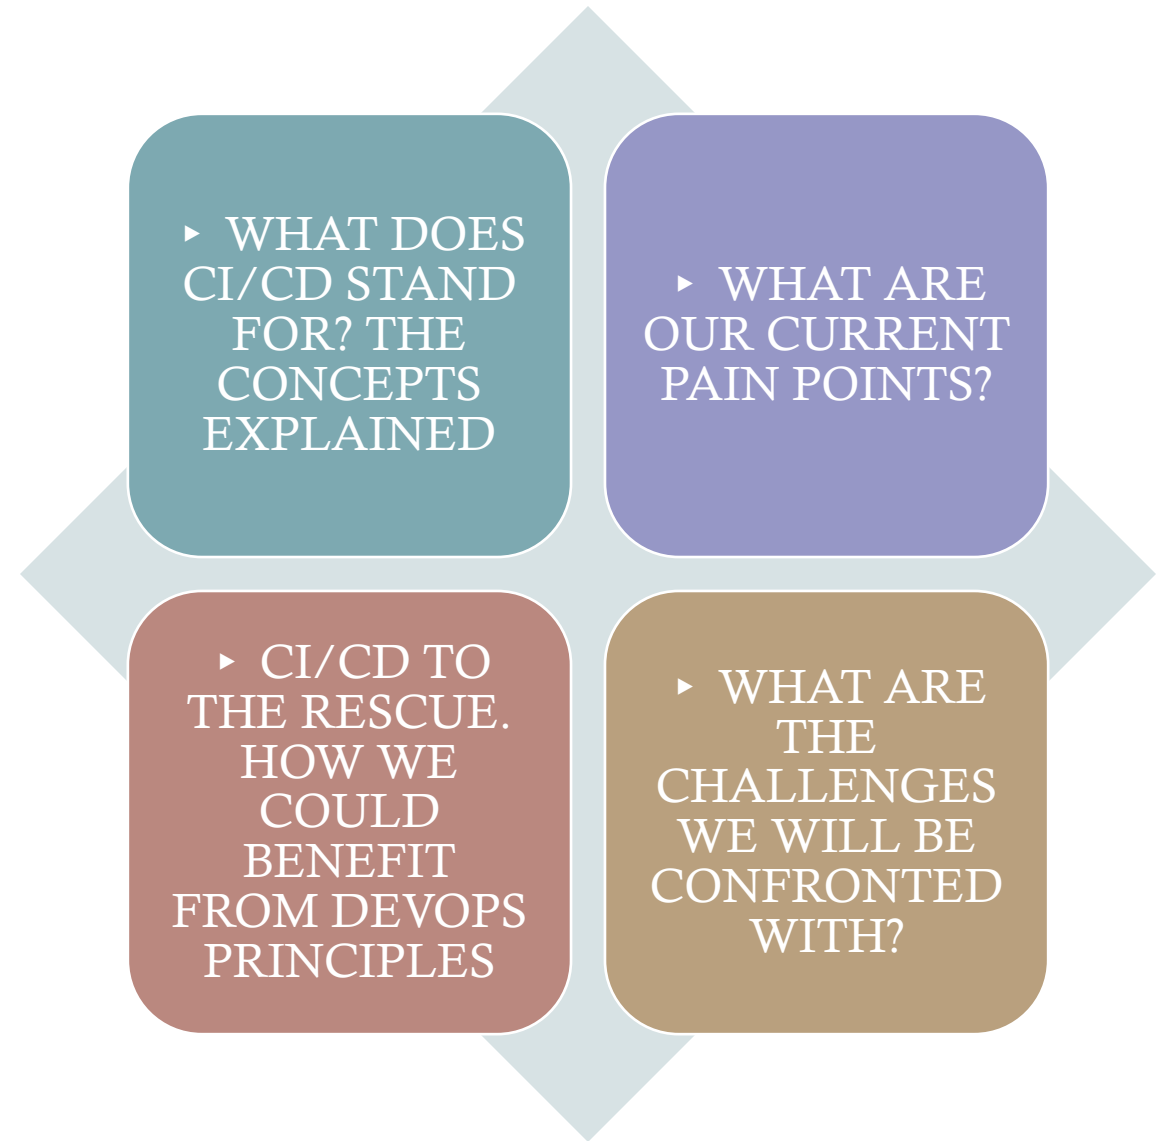 ▸ WHAT DOES
CI/CD STAND
FOR? THE
CONCEPTS
EXPLAINED
▸ WHAT ARE
OUR CURRENT
PAIN POINTS?
▸ CI/CD TO
THE RESCUE.
HOW WE
COULD
BENEFIT
FROM DEVOPS
PRINCIPLES
▸ WHAT ARE
THE
CHALLENGES
WE WILL BE
CONFRONTED
WITH?